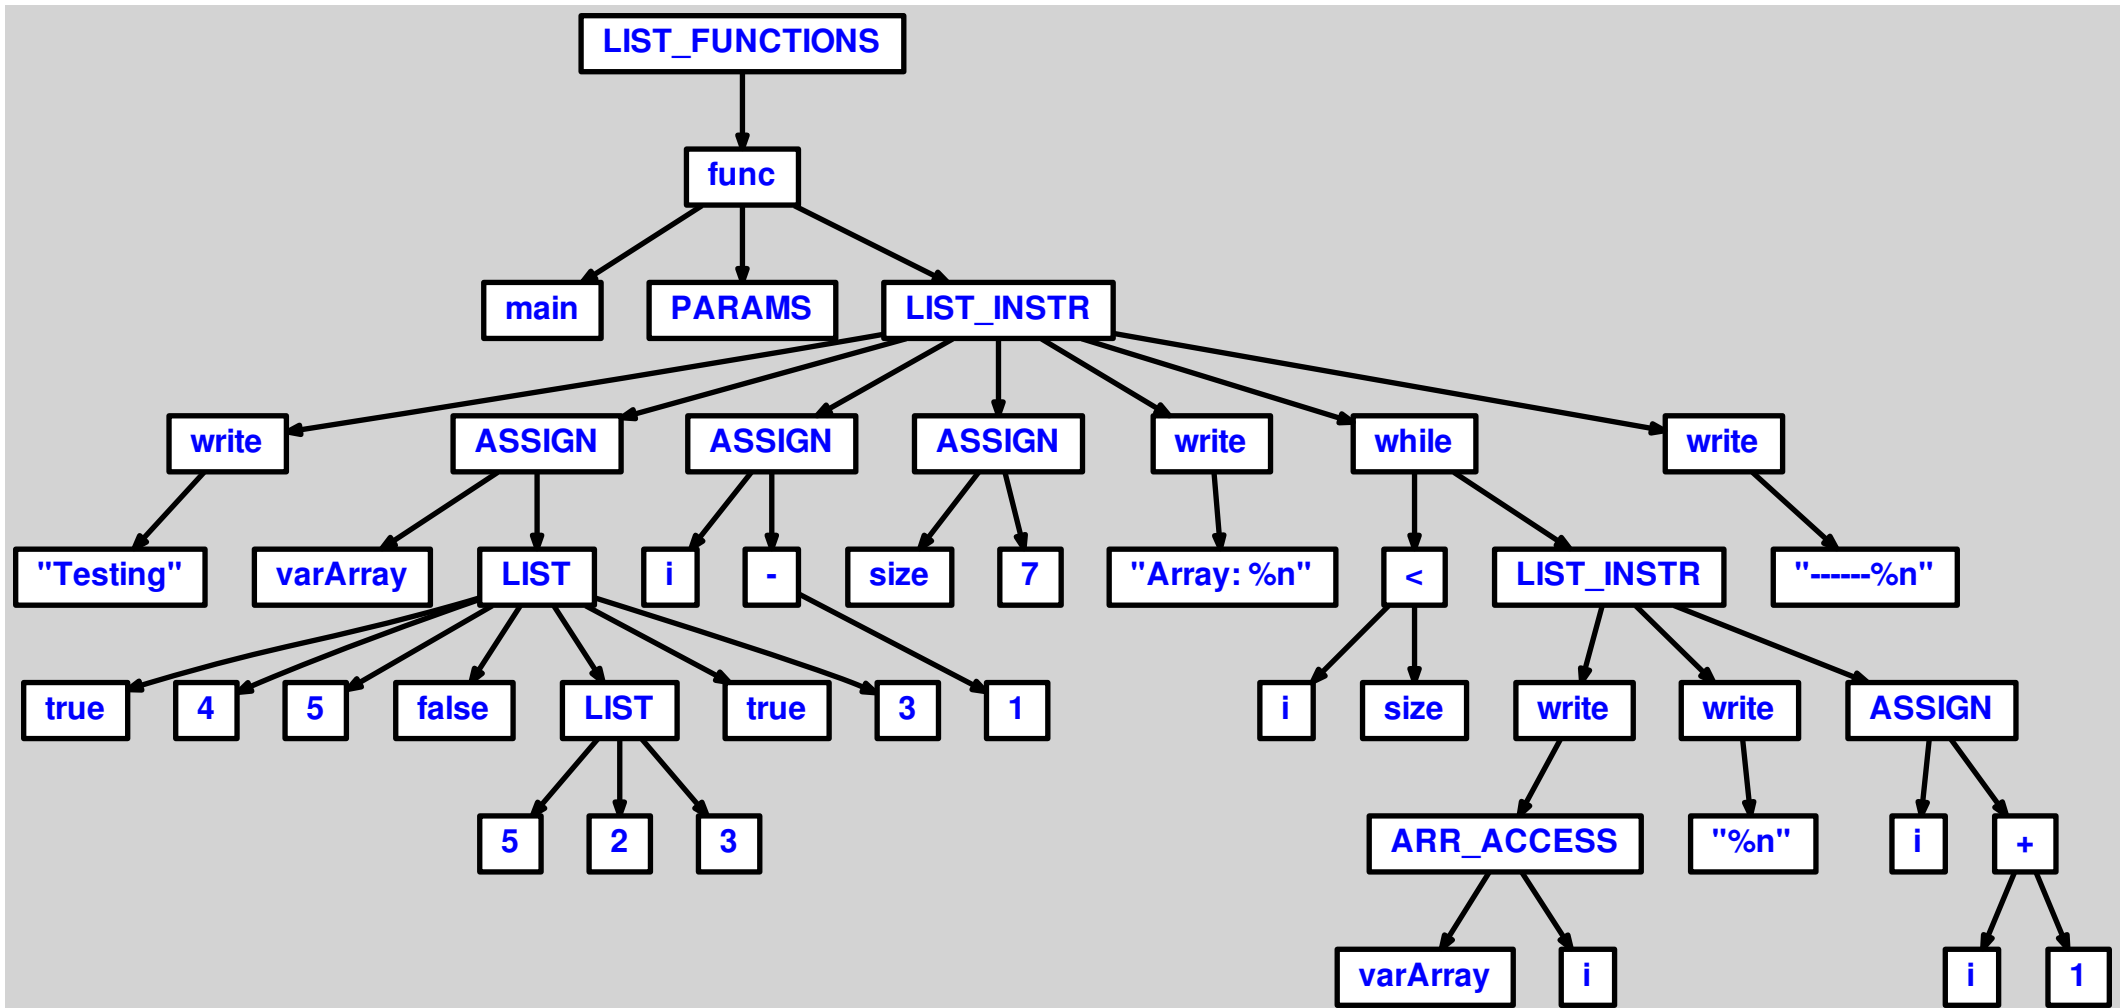 LIST_FUNCTIONS
func
main PARAMS LIST_INSTR
write ASSIGN ASSIGN ASSIGN write while write
"Testing" varArray LIST i - size 7 "Array: %n" < LIST_INSTR "------%n"
true 4 5 false LIST true 3 1 i size write write ASSIGN
5 2 3 ARR_ACCESS "%n" i +
varArray i i 1